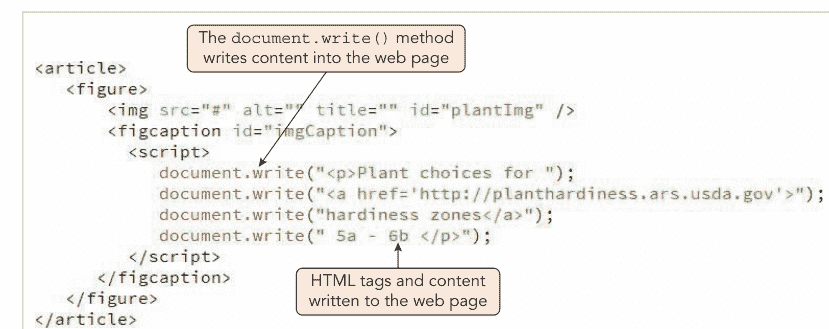 The document.write() method
writes content into the web page
<article>
<figure>
<img src="#" alt="" title="" id="plantImg" />
<figcaption id="imgCaption">
<script>
document.write("<p>Plant choices for ");
document.write("<a href='http://planthardiness.ars.usda.gov'>");
document.write("hardiness zones</a>");
document.write(" 5a - 6b </p>");
</script>
</figcaption>
</figure>
</article>
HTML tags and content
written to the web page